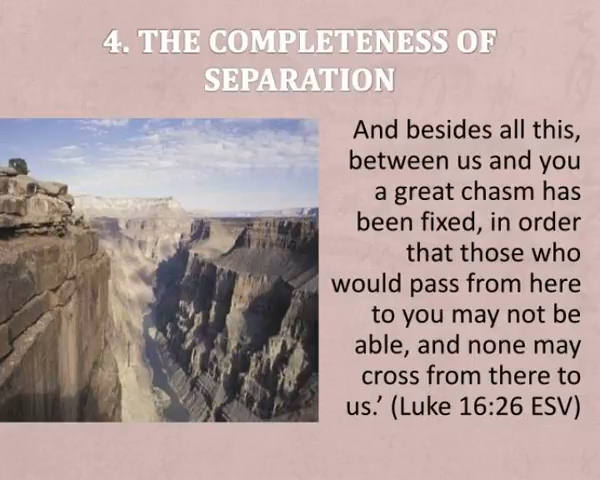 4. THE COMPLETENESS OF
SEPARATION
And besides all this,
between us and you
a great chasm has
been fixed, in order
that those who
would pass from here
to you may not be
able, and none may
cross from there to
us.’ (Luke 16:26 ESV)